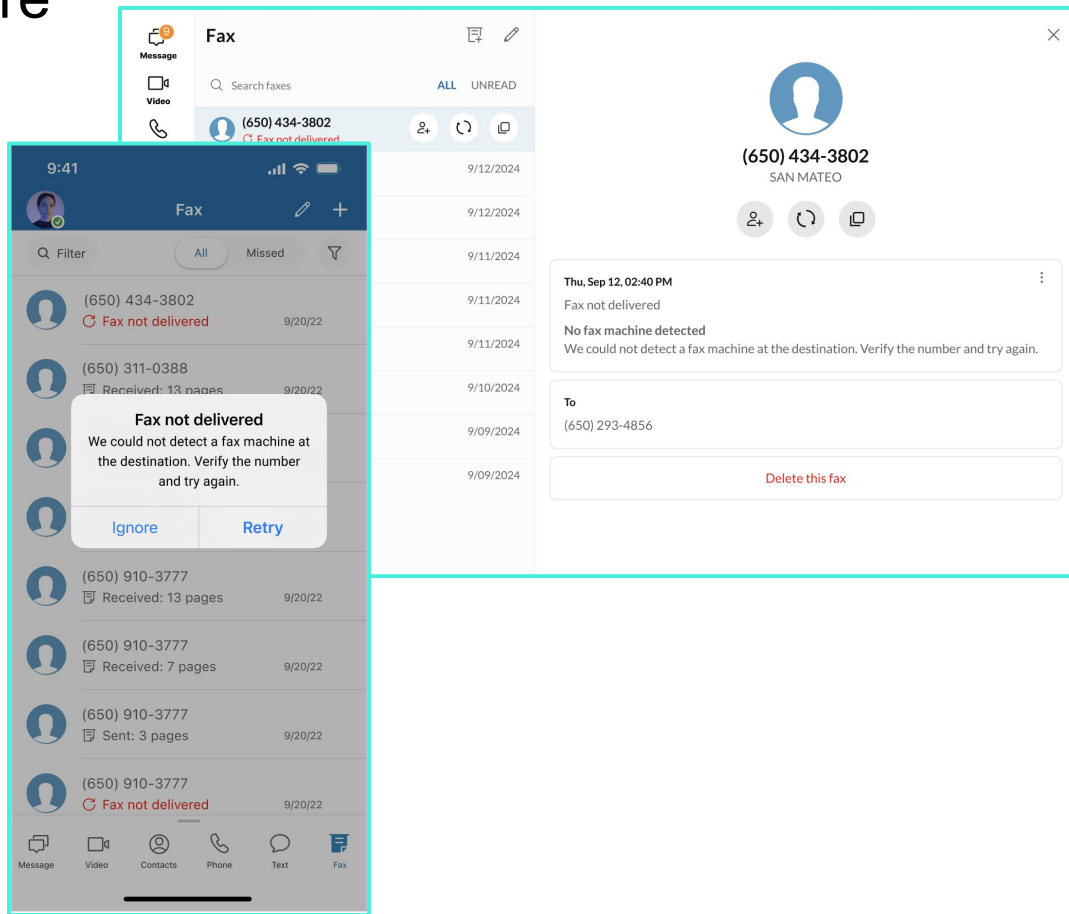 Fax
9
Message
Video
Search faxes
ALL UNREAD
(650) 434-3802
Fax not delivered
9/12/2024
9/12/2024
9/11/2024
9/11/2024
9/11/2024
9/10/2024
9/09/2024
9/09/2024
(650) 434-3802
SAN MATEO
Thu, Sep 12, 02:40 PM
Fax not delivered
No fax machine detected
We could not detect a fax machine at the destination. Verify the number and try again.
To
(650) 293-4856
Delete this fax
9:41
Fax
Filter
All Missed
(650) 434-3802
Fax not delivered 9/20/22
(650) 311-0388
Received: 13 pages 9/20/22
Fax not delivered
We could not detect a fax machine at
the destination. Verify the number
and try again.
Ignore Retry
(650) 910-3777
Received: 13 pages 9/20/22
(650) 910-3777
Received: 7 pages 9/20/22
(650) 910-3777
Sent: 3 pages 9/20/22
(650) 910-3777
Fax not delivered 9/20/22
Message Video Contacts Phone Text Fax